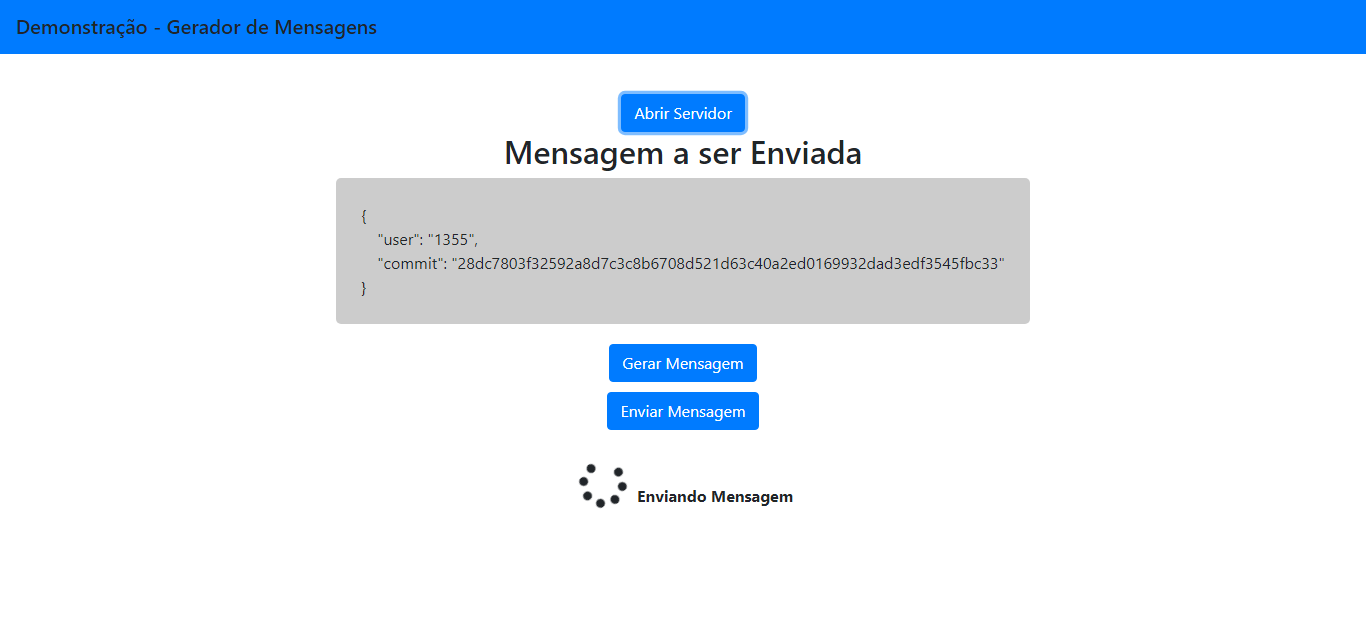 Demonstração - Gerador de Mensagens
Abrir Servidor
Mensagem a ser Enviada
{
"user": "1355",
"commit": "28dc7803f32592a8d7c3c8b6708d521d63c40a2ed0169932dad3edf3545fbc33"
}
Gerar Mensagem
Enviar Mensagem
Enviando Mensagem